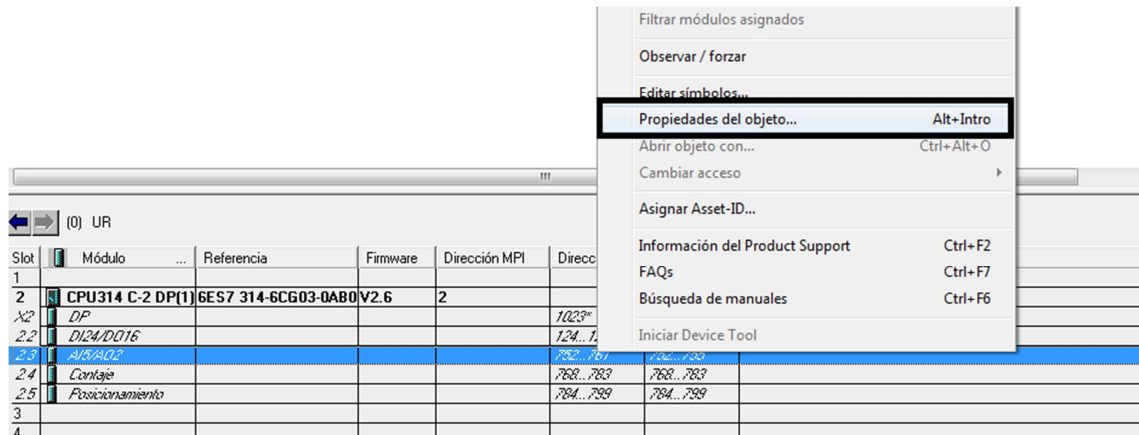 Filtrar módulos asignados
Observar / forzar
Editar símbolos...
Propiedades del objeto... Alt+Intro
Abrir objeto con... Ctrl+Alt+O
Cambiar acceso
Asignar Asset-ID...
Información del Product Support Ctrl+F2
FAQs Ctrl+F7
Búsqueda de manuales Ctrl+F6
Iniciar Device Tool
(0) UR
Slot Módulo ... Referencia Firmware Dirección MPI Direcc
1
2 CPU314 C-2 DP(1) 6ES7 314-6CG03-0AB0 V2.6 2
X2 DP 1023*
2.2 DI24/DO16 124...1
2.3 AI5/AO2 752...761 752...755
2.4 Contaje 768...783 768...783
2.5 Posicionamiento 784...799 784...799
3
4